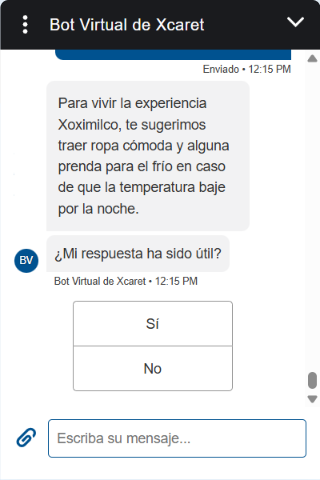 Bot Virtual de Xcaret
Enviado • 12:15 PM
Para vivir la experiencia
Xoximilco, te sugerimos
traer ropa cómoda y alguna
prenda para el frío en caso
de que la temperatura baje
por la noche.
BV
¿Mi respuesta ha sido útil?
Bot Virtual de Xcaret • 12:15 PM
Sí
No
Escriba su mensaje...